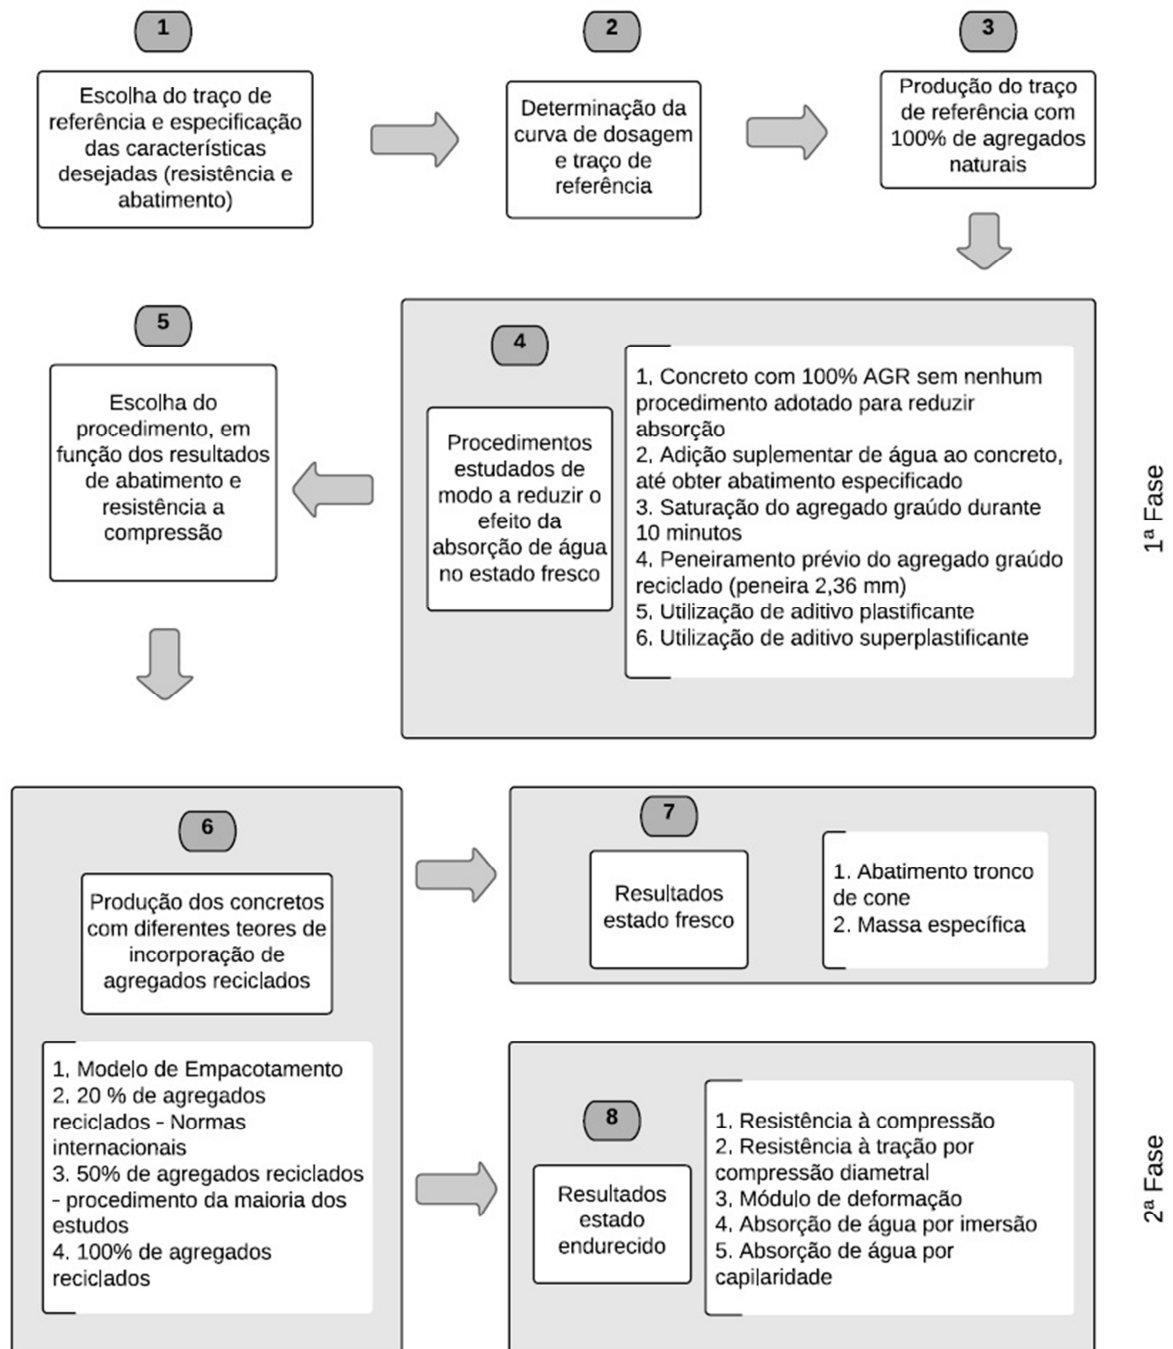 1
Escolha do traço de
referência e especificação
das características
desejadas (resistência e
abatimento)
2
Determinação da
curva de dosagem
e traço de
referência
3
Produção do traço
de referência com
100% de agregados
naturais
4
Procedimentos
estudados de
modo a reduzir o
efeito da
absorção de água
no estado fresco
1. Concreto com 100% AGR sem nenhum
procedimento adotado para reduzir
absorção
2. Adição suplementar de água ao concreto,
até obter abatimento especificado
3. Saturação do agregado graúdo durante
10 minutos
4. Peneiramento prévio do agregado graúdo
reciclado (peneira 2,36 mm)
5. Utilização de aditivo plastificante
6. Utilização de aditivo superplastificante
5
Escolha do
procedimento, em
função dos resultados
de abatimento e
resistência a
compressão
1ª Fase
6
Produção dos concretos
com diferentes teores de
incorporação de
agregados reciclados
1. Modelo de Empacotamento
2. 20 % de agregados
reciclados - Normas
internacionais
3. 50% de agregados reciclados
- procedimento da maioria dos
estudos
4. 100% de agregados
reciclados
7
Resultados
estado fresco
1. Abatimento tronco
de cone
2. Massa específica
8
Resultados
estado
endurecido
1. Resistência à compressão
2. Resistência à tração por
compressão diametral
3. Módulo de deformação
4. Absorção de água por imersão
5. Absorção de água por
capilaridade
2ª Fase